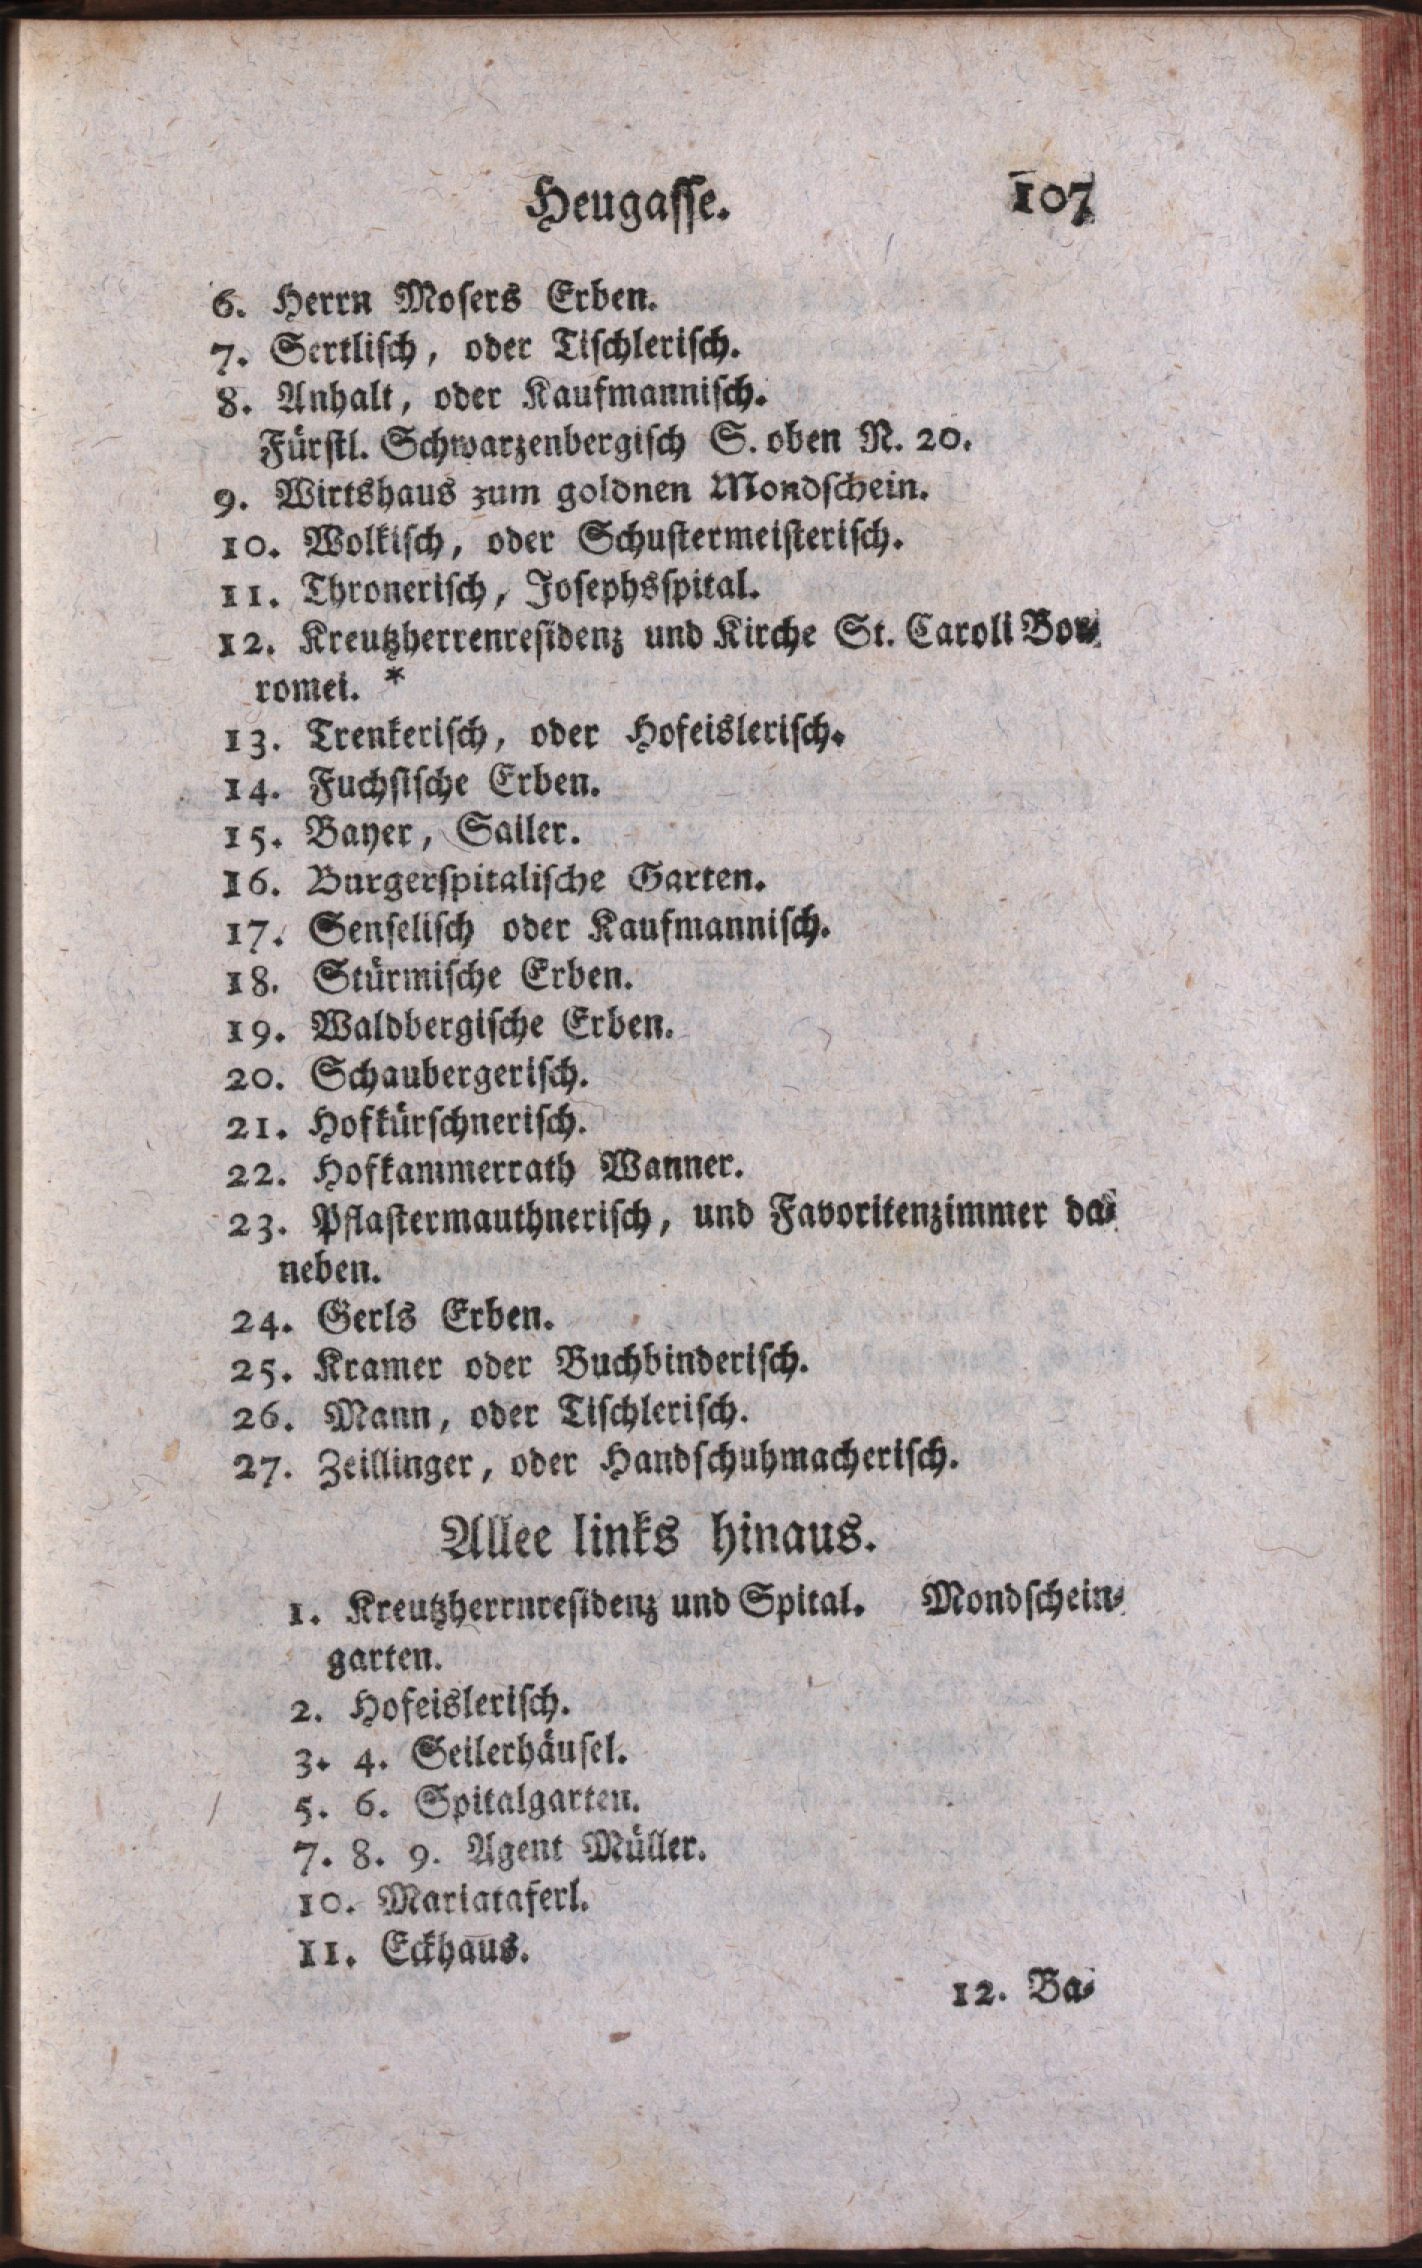 Heugasse. 107
6. Herrn Mosers Erben.
7. Sertlisch, oder Tischlerisch.
8. Anhalt, oder Kaufmannisch.
Fürstl. Schwarzenbergisch S. oben N. 20.
9. Wirtshaus zum goldnen Mondschein.
10. Wolkisch, oder Schustermeisterisch.
11. Thronerisch, Josephsspital.
12. Kreutzherrenresidenz und Kirche St. Caroli Bor-
romei. *
13. Trenkerisch, oder Hofeislerisch.
14. Fuchsische Erben.
15. Bayer, Sailer.
16. Burgerspitalische Garten.
17. Senselisch oder Kaufmannisch.
18. Stürmische Erben.
19. Waldbergische Erben.
20. Schaubergerisch.
21. Hofkürschnerisch.
22. Hofkammerrath Wanner.
23. Pflastermauthnerisch, und Favoritenzimmer da-
neben.
24. Gerls Erben.
25. Kramer oder Buchbinderisch.
26. Mann, oder Tischlerisch.
27. Zeillinger, oder Handschuhmacherisch.
Allee links hinaus.
1. Kreutzherrnresidenz und Spital. Mondschein-
garten.
2. Hofeislerisch.
3. 4. Seilerhäusel.
5. 6. Spitalgarten.
7. 8. 9. Agent Müller.
10. Mariataferl.
11. Eckhaus.
12. Ba-